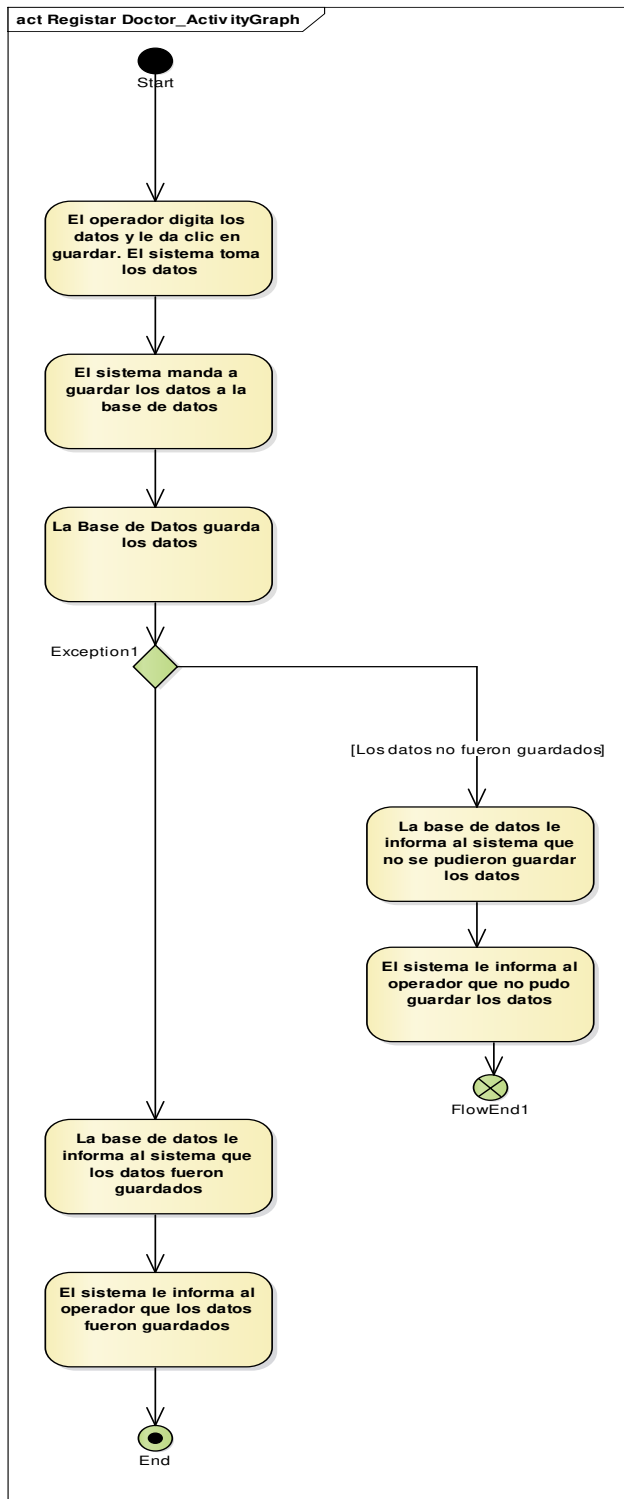 act Registar Doctor_ActivityGraph
Start
El operador digita los
datos y le da clic en
guardar. El sistema toma
los datos
El sistema manda a
guardar los datos a la
base de datos
La Base de Datos guarda
los datos
Exception1
[Los datos no fueron guardados]
La base de datos le
informa al sistema que
no se pudieron guardar
los datos
El sistema le informa al
operador que no pudo
guardar los datos
FlowEnd1
La base de datos le
informa al sistema que
los datos fueron
guardados
El sistema le informa al
operador que los datos
fueron guardados
End